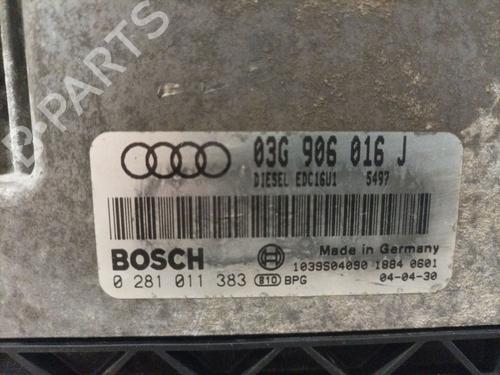 B-PARTS
03G 906 016 J
DIESEL EDC16U1 5497
BOSCH
Made in Germany
1039S04090 1884 0601
0 281 011 383 810 BPG
04-04-30